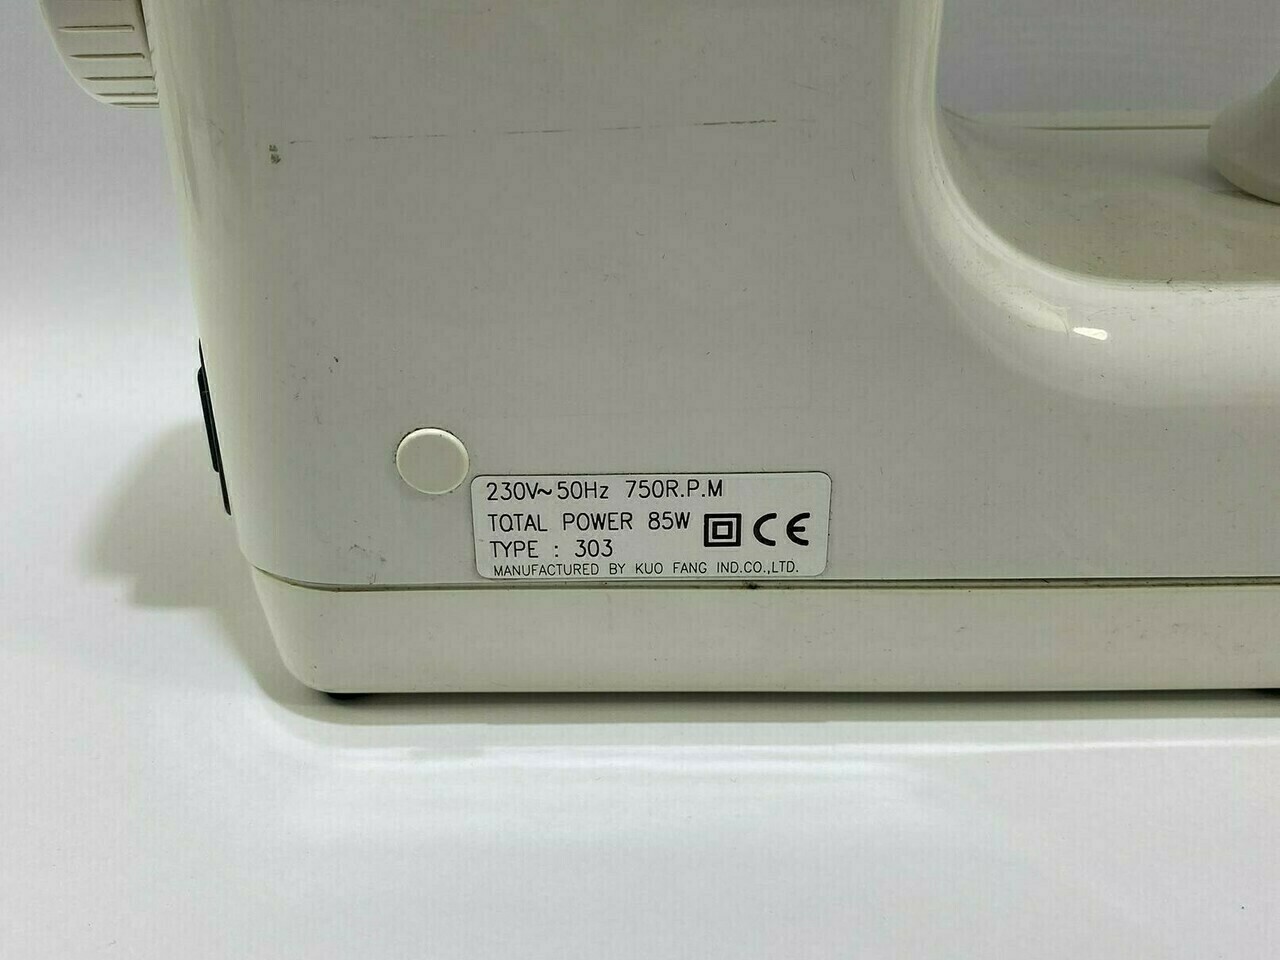 230V~50Hz 750R.P.M
TOTAL POWER 85W CE
TYPE : 303
MANUFACTURED BY KUO FANG IND.CO.,LTD.